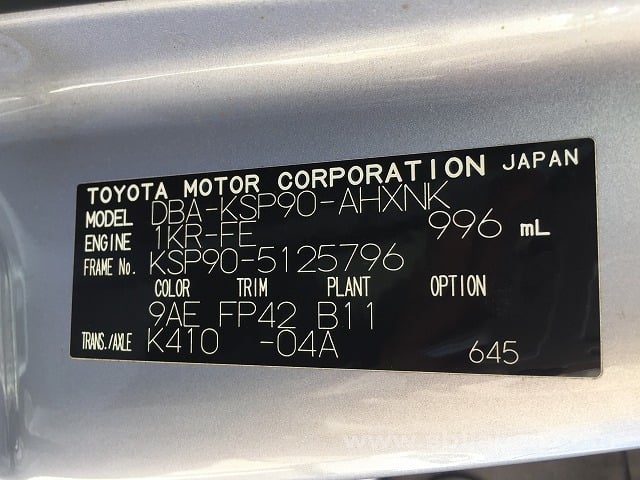 TOYOTA MOTOR CORPORATION JAPAN
MODEL DBA-KSP90-AHXNK
ENGINE 1KR-FE 996 mL
FRAME No. KSP90-5125796
COLOR TRIM PLANT OPTION
9AE FP42 B11
TRANS./AXLE K410 -04A 645